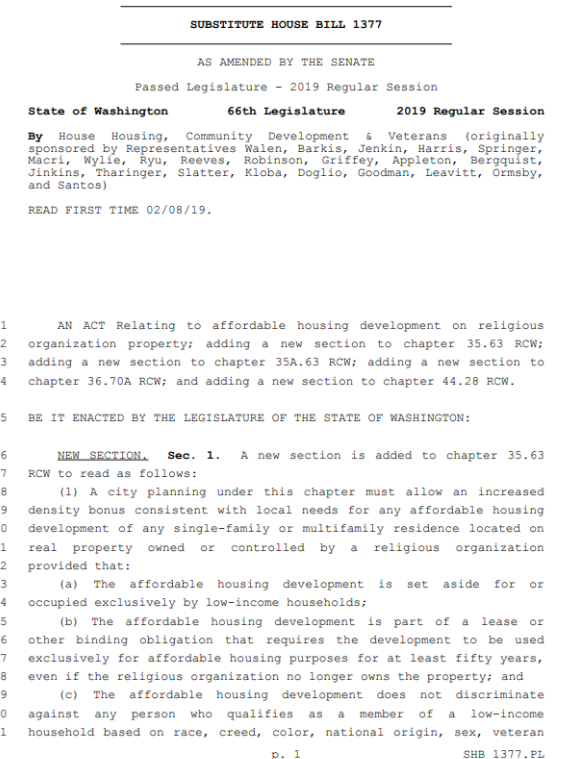 SUBSTITUTE HOUSE BILL 1377
AS AMENDED BY THE SENATE
Passed Legislature - 2019 Regular Session
State of Washington 66th Legislature 2019 Regular Session
By House Housing, Community Development & Veterans (originally
sponsored by Representatives Walen, Barkis, Jenkin, Harris, Springer,
Macri, Wylie, Ryu, Reeves, Robinson, Griffey, Appleton, Bergquist,
Jinkins, Tharinger, Slatter, Kloba, Doglio, Goodman, Leavitt, Ormsby,
and Santos)
READ FIRST TIME 02/08/19.
1 AN ACT Relating to affordable housing development on religious
2 organization property; adding a new section to chapter 35.63 RCW;
3 adding a new section to chapter 35A.63 RCW; adding a new section to
4 chapter 36.70A RCW; and adding a new section to chapter 44.28 RCW.
5 BE IT ENACTED BY THE LEGISLATURE OF THE STATE OF WASHINGTON:
6 NEW SECTION. Sec. 1. A new section is added to chapter 35.63
7 RCW to read as follows:
8 (1) A city planning under this chapter must allow an increased
9 density bonus consistent with local needs for any affordable housing
0 development of any single-family or multifamily residence located on
1 real property owned or controlled by a religious organization
2 provided that:
3 (a) The affordable housing development is set aside for or
4 occupied exclusively by low-income households;
5 (b) The affordable housing development is part of a lease or
6 other binding obligation that requires the development to be used
7 exclusively for affordable housing purposes for at least fifty years,
8 even if the religious organization no longer owns the property; and
9 (c) The affordable housing development does not discriminate
0 against any person who qualifies as a member of a low-income
1 household based on race, creed, color, national origin, sex, veteran
p. 1 SHB 1377.PL